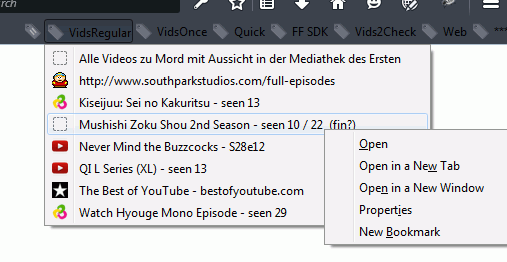 arch
VidsRegular VidsOnce Quick FF SDK Vids2Check Web ***
Alle Videos zu Mord mit Aussicht in der Mediathek des Ersten
http://www.southparkstudios.com/full-episodes
Kiseijuu: Sei no Kakuritsu - seen 13
Mushishi Zoku Shou 2nd Season - seen 10 / 22 (fin?)
Never Mind the Buzzcocks - S28e12
Open
Open in a New Tab
QI L Series (XL) - seen 13
Open in a New Window
The Best of YouTube - bestofyoutube.com
Properties
Watch Hyouge Mono Episode - seen 29
New Bookmark